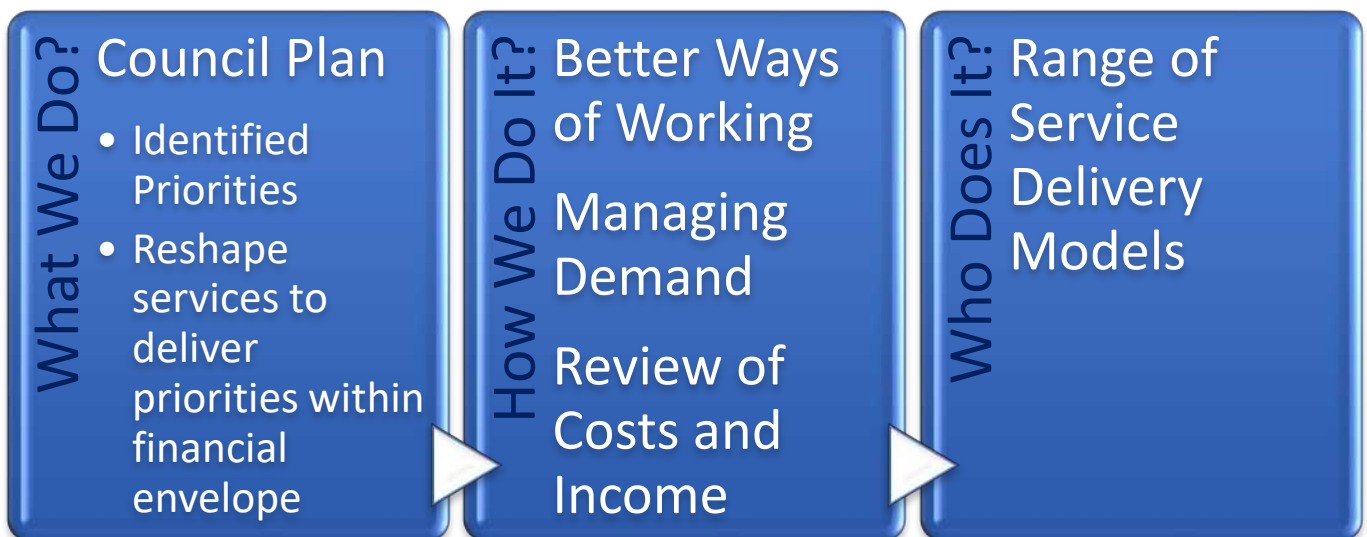 What We Do?
Council Plan
• Identified
Priorities
• Reshape
services to
deliver
priorities within
financial
envelope
How We Do It?
Better Ways
of Working
Managing
Demand
Review of
Costs and
Income
Who Does It?
Range of
Service
Delivery
Models